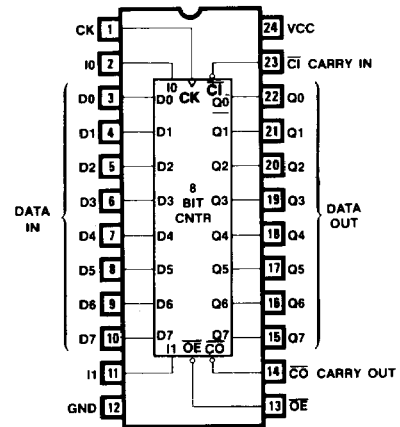 CK 1 24 VCC
I0 2 23 CI CARRY IN
D0 3 I0 CK CI 22 Q0
D0 Q0
D1 4 D1 Q1 21 Q1
D2 5 D2 Q2 20 Q2
D3 6 D3 8 Q3 19 Q3
DATA IN BIT DATA OUT
D4 7 D4 CNTR Q4 18 Q4
D5 8 D5 Q5 17 Q5
D6 9 D6 Q6 16 Q6
D7 10 D7 Q7 15 Q7
I1 OE CO
I1 11 14 CO CARRY OUT
GND 12 13 OE